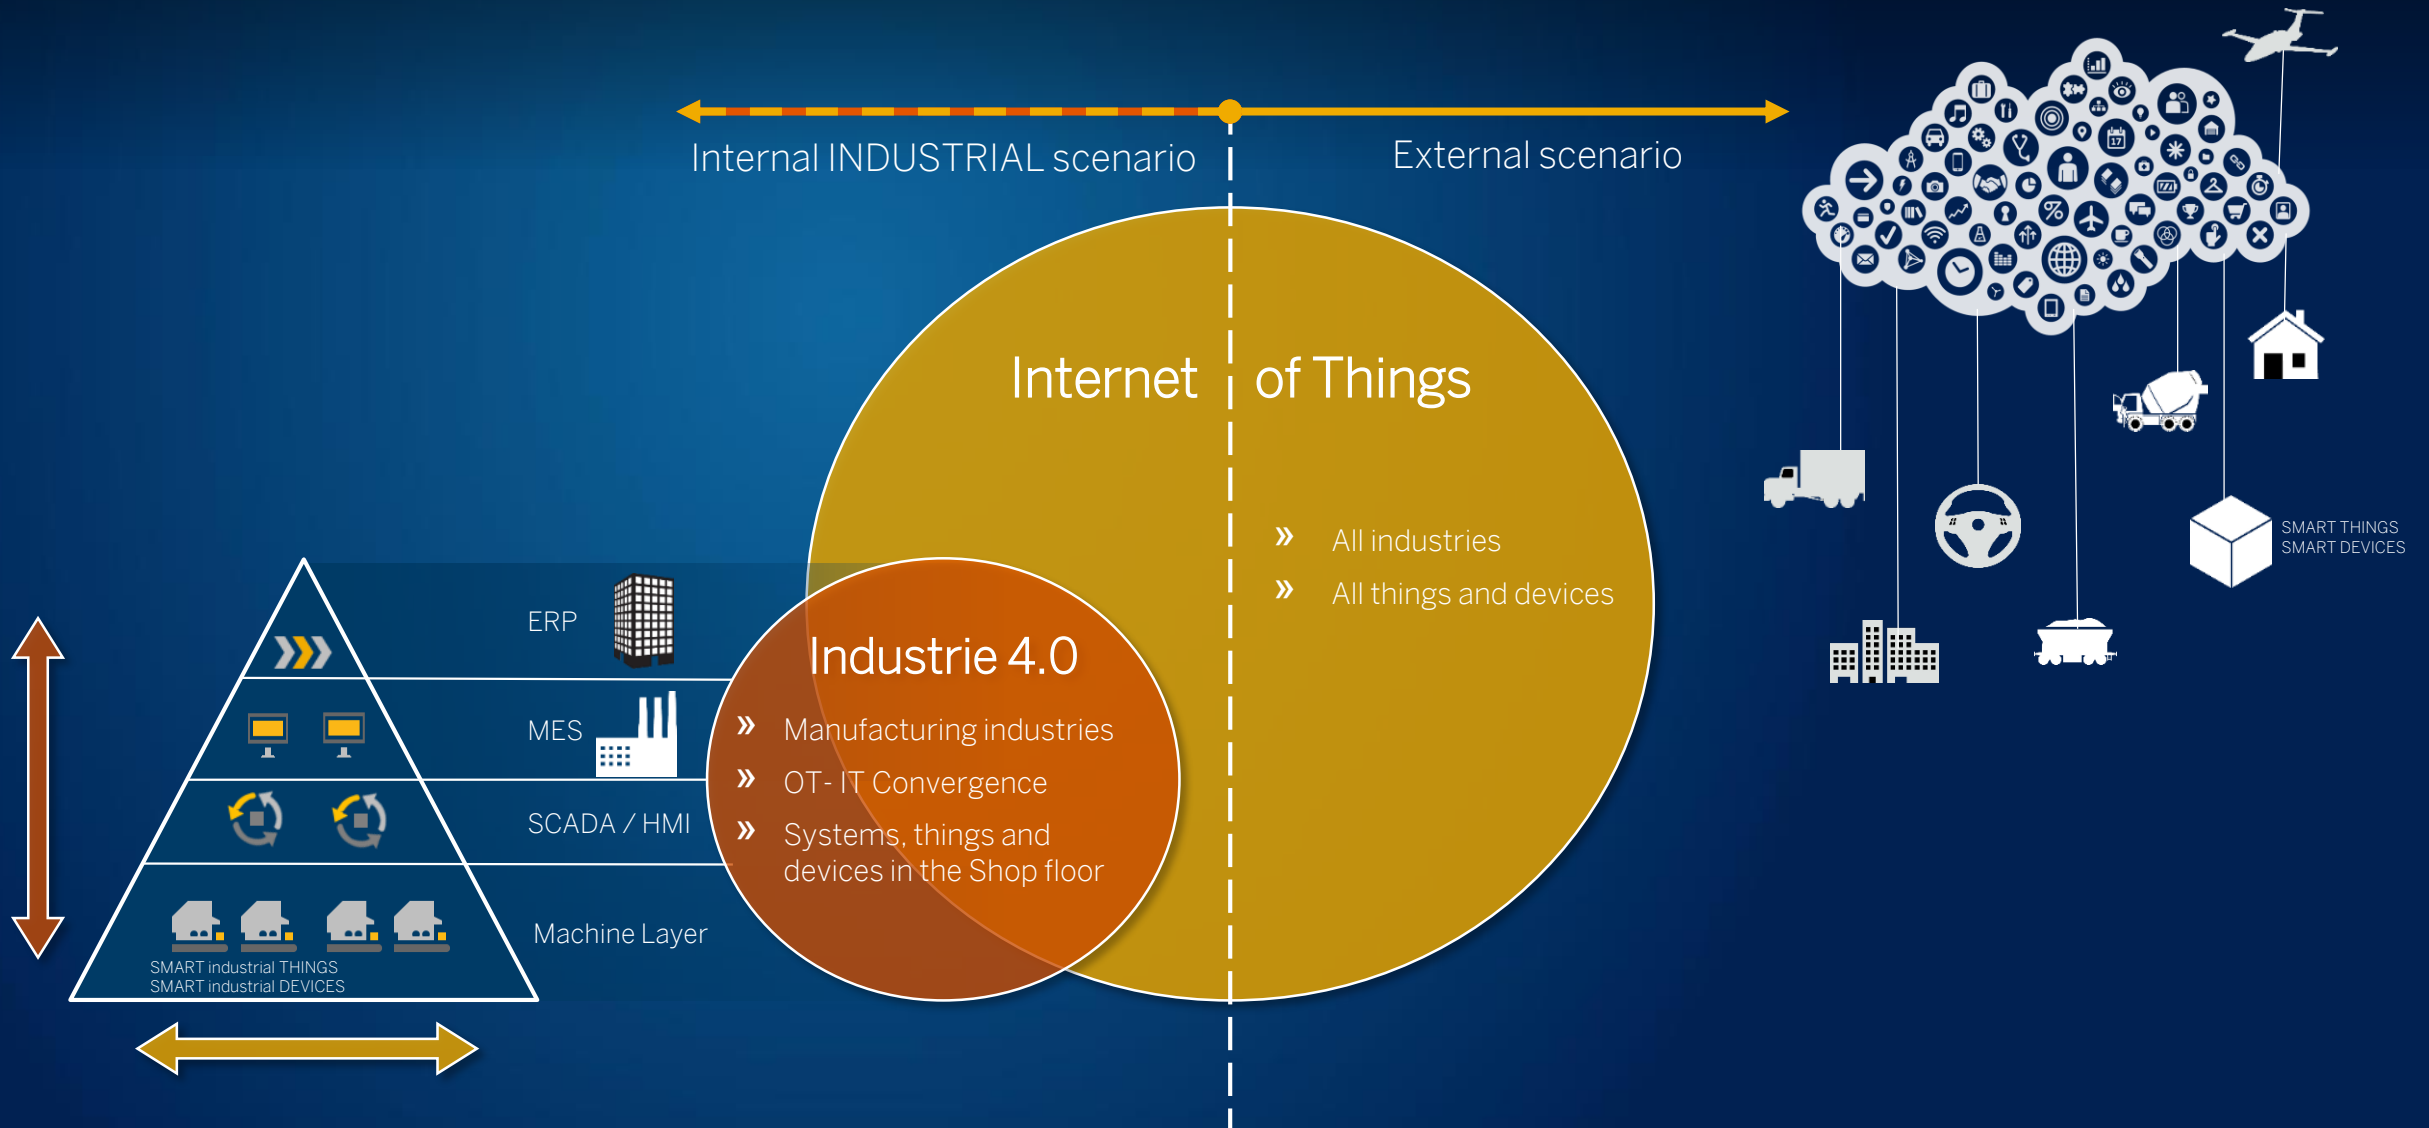 Internal INDUSTRIAL scenario
External scenario
17
Internet of Things
» All industries
» All things and devices
SMART THINGS
SMART DEVICES
ERP
MES
SCADA / HMI
Machine Layer
SMART industrial THINGS
SMART industrial DEVICES
Industrie 4.0
» Manufacturing industries
» OT- IT Convergence
» Systems, things and
devices in the Shop floor